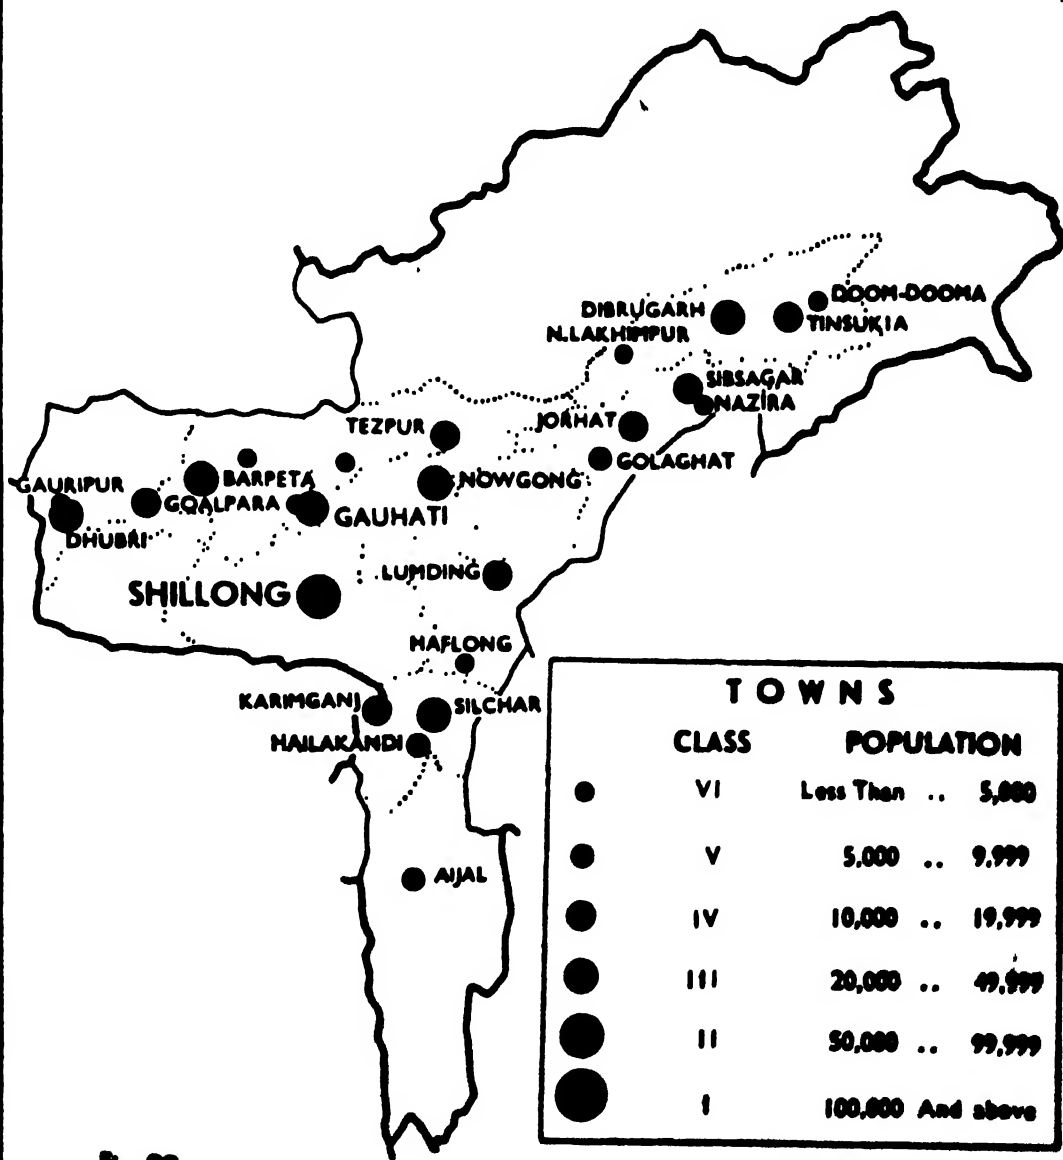 DOOM-DOOMA
DIBRUGARH
TINSUKIA
N.LAKHIMPUR
SIBSAGAR
NAZIRA
JORHAT
TEZPUR
GOLAGHAT
BARPETA
NOWGONG
GAURIPUR
GOALPARA
GAUHATI
DHUBRI
LUMDING
SHILLONG
HAFLONG
KARIMGANJ
SILCHAR
HAILAKANDI
AIJAL
TOWNS
CLASS POPULATION
VI Less Than .. 5,000
V 5,000 .. 9,999
IV 10,000 .. 19,999
III 20,000 .. 49,999
II 50,000 .. 99,999
I 100,000 And above